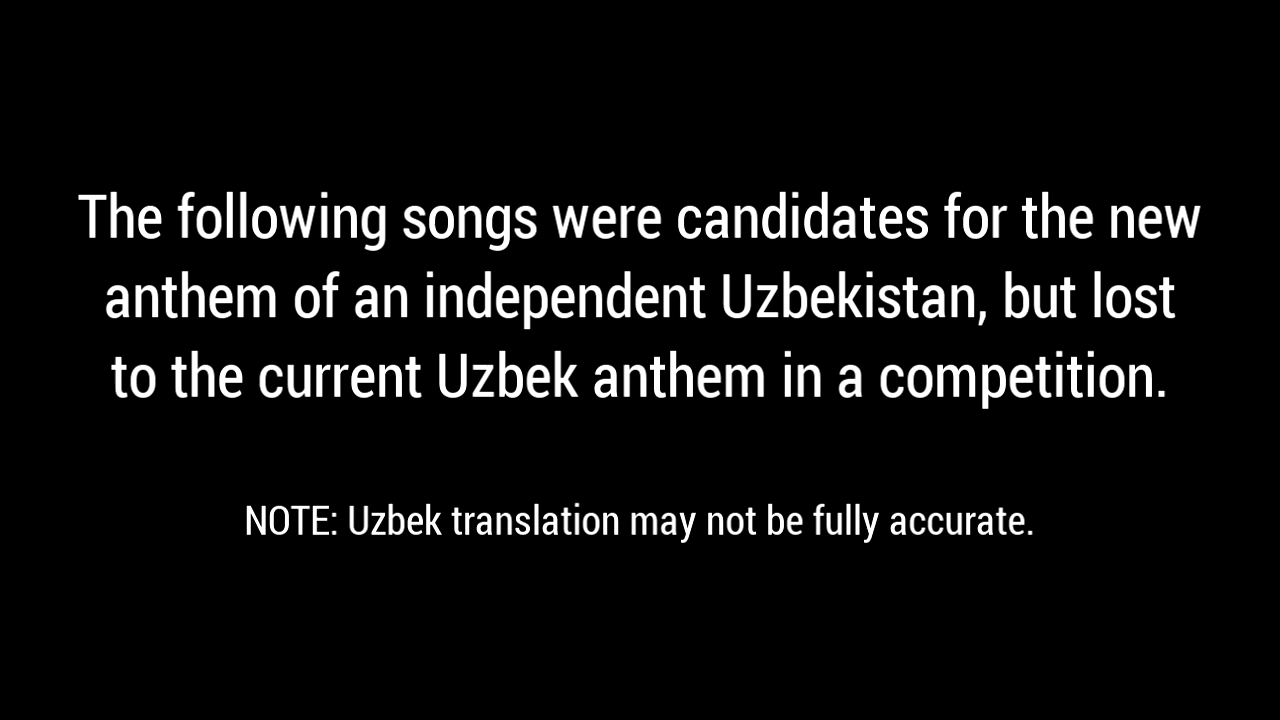 The following songs were candidates for the new
anthem of an independent Uzbekistan, but lost
to the current Uzbek anthem in a competition.
NOTE: Uzbek translation may not be fully accurate.